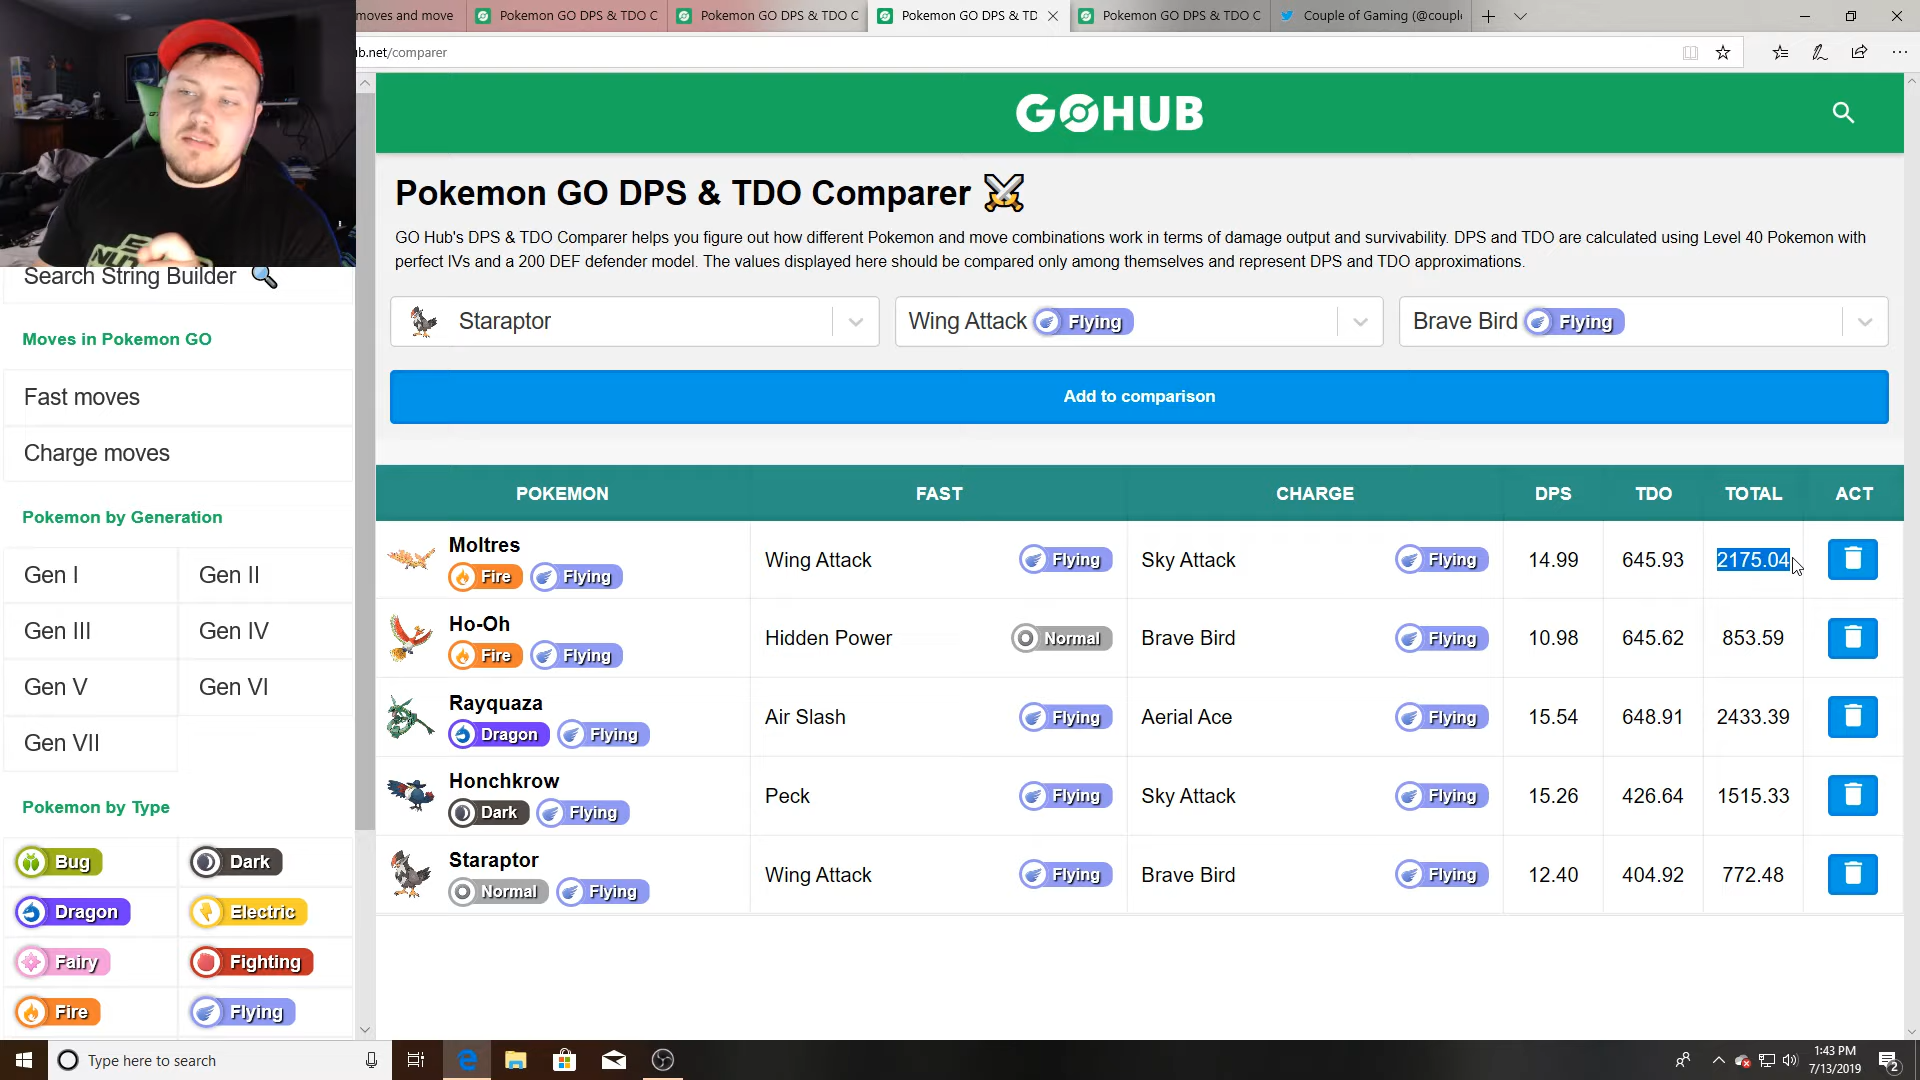 moves and move
Pokemon GO DPS & TDO C
Pokemon GO DPS & TDO C
Pokemon GO DPS & TD
Pokemon GO DPS & TDO C
Couple of Gaming (@coupl
b.net/comparer
GOHUB
Pokemon GO DPS & TDO Comparer
GO Hub's DPS & TDO Comparer helps you figure out how different Pokemon and move combinations work in terms of damage output and survivability. DPS and TDO are calculated using Level 40 Pokemon with
perfect IVs and a 200 DEF defender model. The values displayed here should be compared only among themselves and represent DPS and TDO approximations.
Staraptor
Wing Attack Flying
Brave Bird Flying
Add to comparison
POKEMON FAST CHARGE DPS TDO TOTAL ACT
Moltres
Fire Flying
Wing Attack Flying Sky Attack Flying 14.99 645.93 2175.04
Ho-Oh
Fire Flying
Hidden Power Normal Brave Bird Flying 10.98 645.62 853.59
Rayquaza
Dragon Flying
Air Slash Flying Aerial Ace Flying 15.54 648.91 2433.39
Honchkrow
Dark Flying
Peck Flying Sky Attack Flying 15.26 426.64 1515.33
Staraptor
Normal Flying
Wing Attack Flying Brave Bird Flying 12.40 404.92 772.48
Search String Builder
Moves in Pokemon GO
Fast moves
Charge moves
Pokemon by Generation
Gen I Gen II
Gen III Gen IV
Gen V Gen VI
Gen VII
Pokemon by Type
Bug Dark
Dragon Electric
Fairy Fighting
Fire Flying
Type here to search
1:43 PM
7/13/2019
2